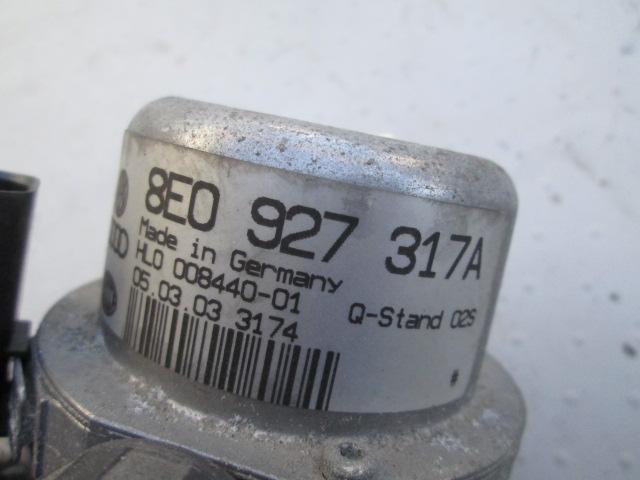 8E0 927 317A
Made in Germany
HLO 008440-01
05.03.03 3174
Q-Stand 02S
#